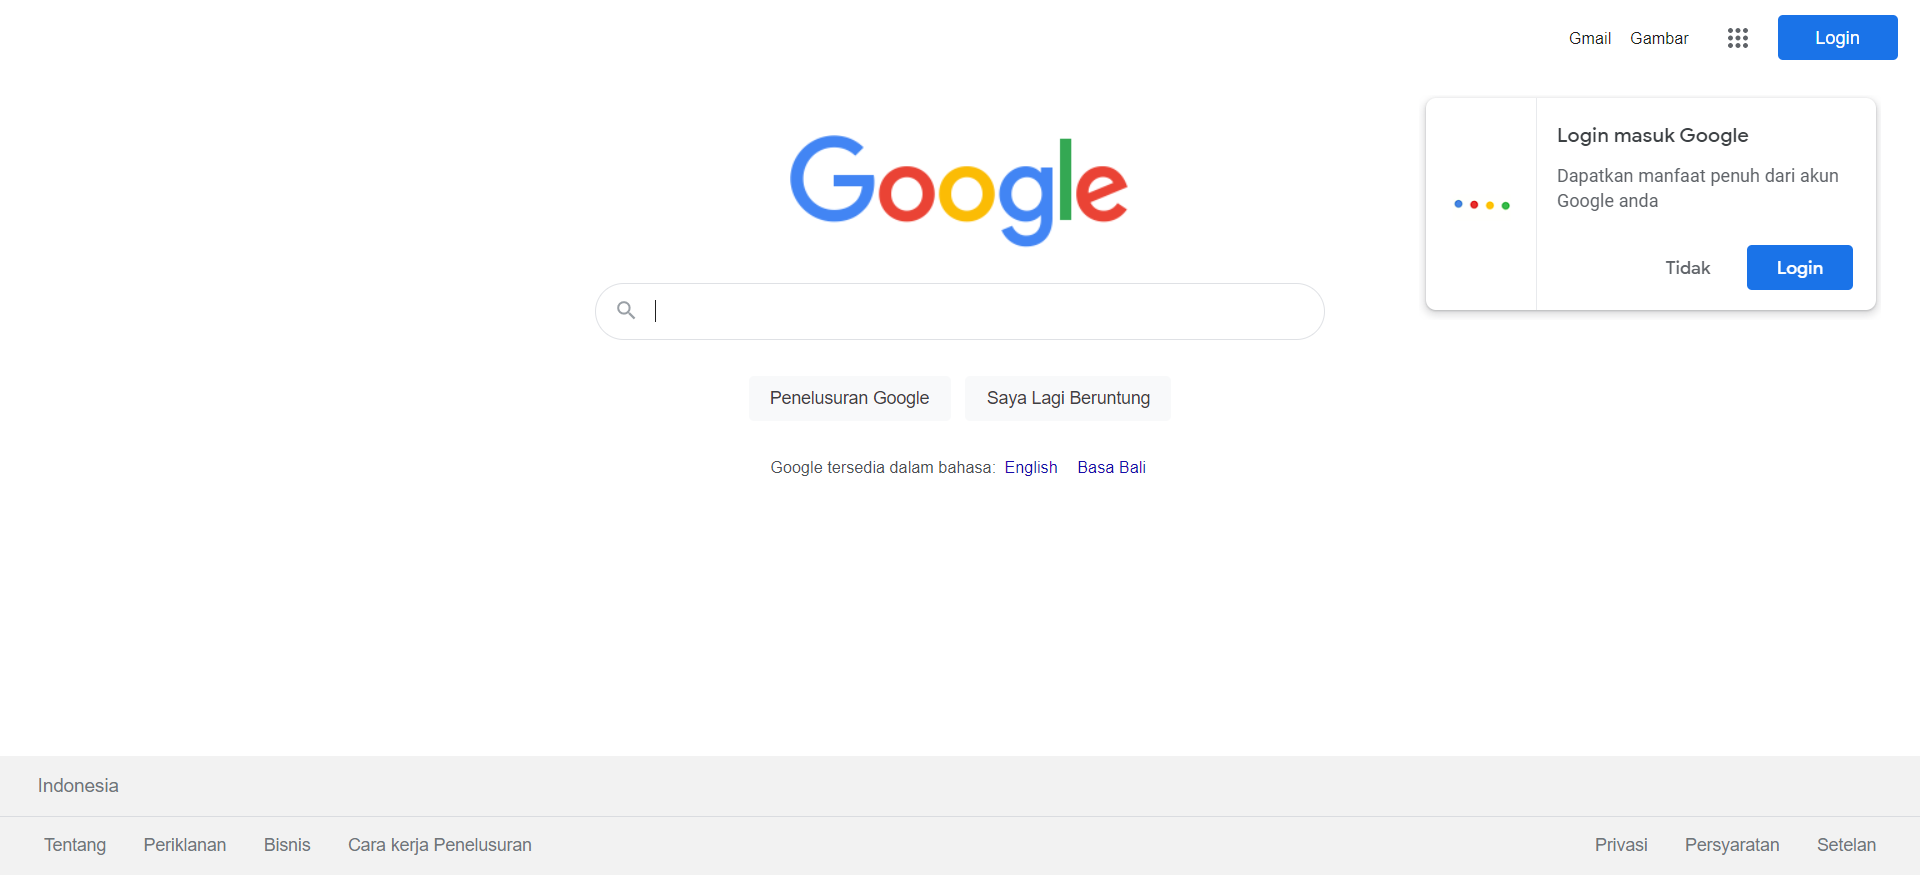 Gmail Gambar Login
Google
Login masuk Google
Dapatkan manfaat penuh dari akun
Google anda
Tidak Login
Penelusuran Google Saya Lagi Beruntung
Google tersedia dalam bahasa: English Basa Bali
Indonesia
Tentang Periklanan Bisnis Cara kerja Penelusuran Privasi Persyaratan Setelan